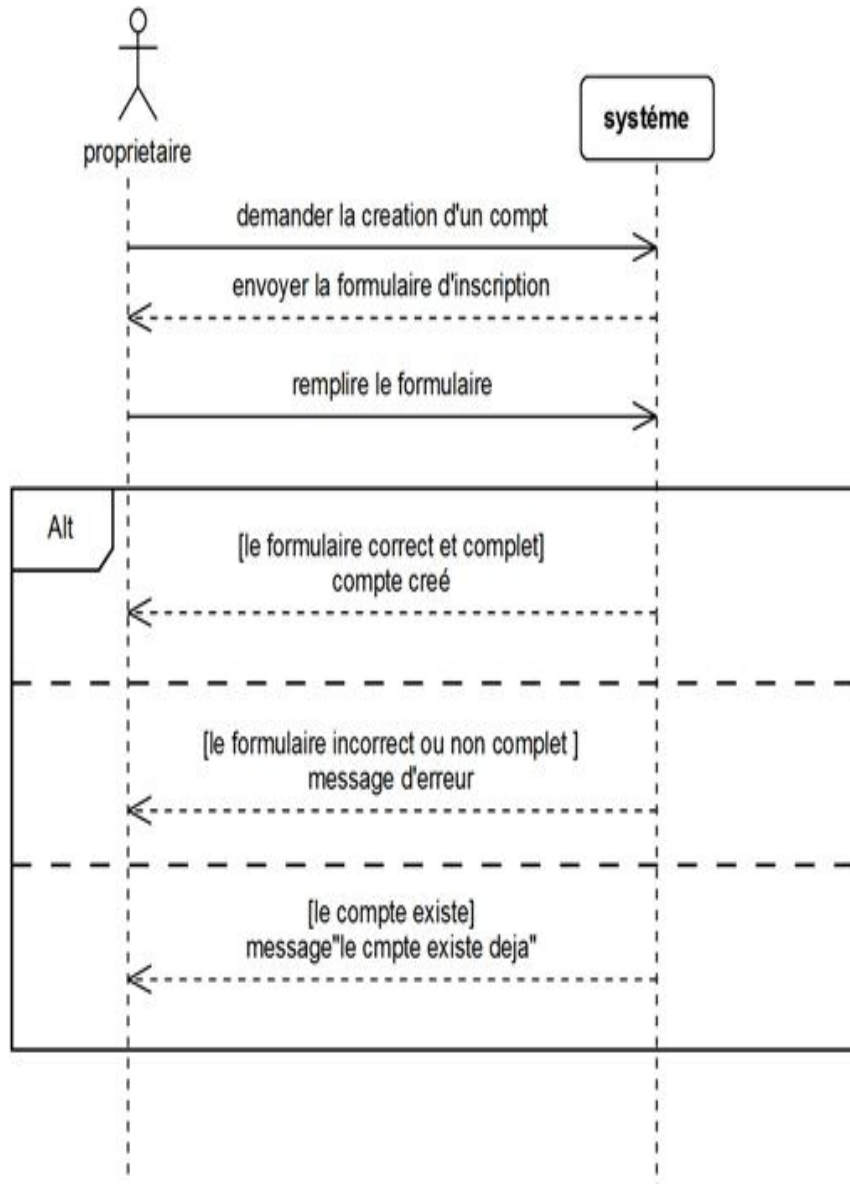 proprietaire
systéme
demander la creation d'un compt
envoyer la formulaire d'inscription
remplire le formulaire
Alt
[le formulaire correct et complet]
compte creé
[le formulaire incorrect ou non complet ]
message d'erreur
[le compte existe]
message"le cmpte existe deja"